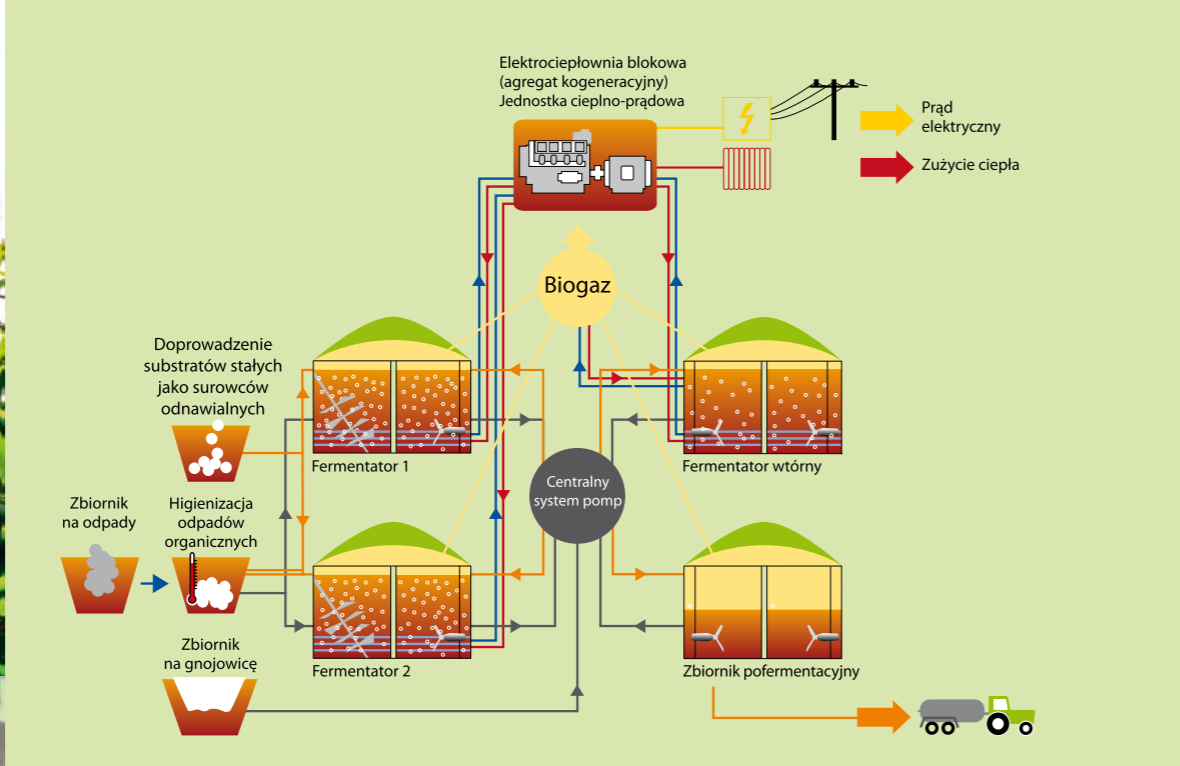 Elektrociepłownia blokowa
(agregat kogeneracyjny)
Jednostka cieplno-prądowa
Prąd
elektryczny
Zużycie ciepła
Biogaz
Doprowadzenie
substratów stałych
jako surowców
odnawialnych
Fermentator 1
Fermentator wtórny
Centralny
system pomp
Zbiornik
na odpady
Higienizacja
odpadów
organicznych
Zbiornik
na gnojowicę
Fermentator 2
Zbiornik pofermentacyjny